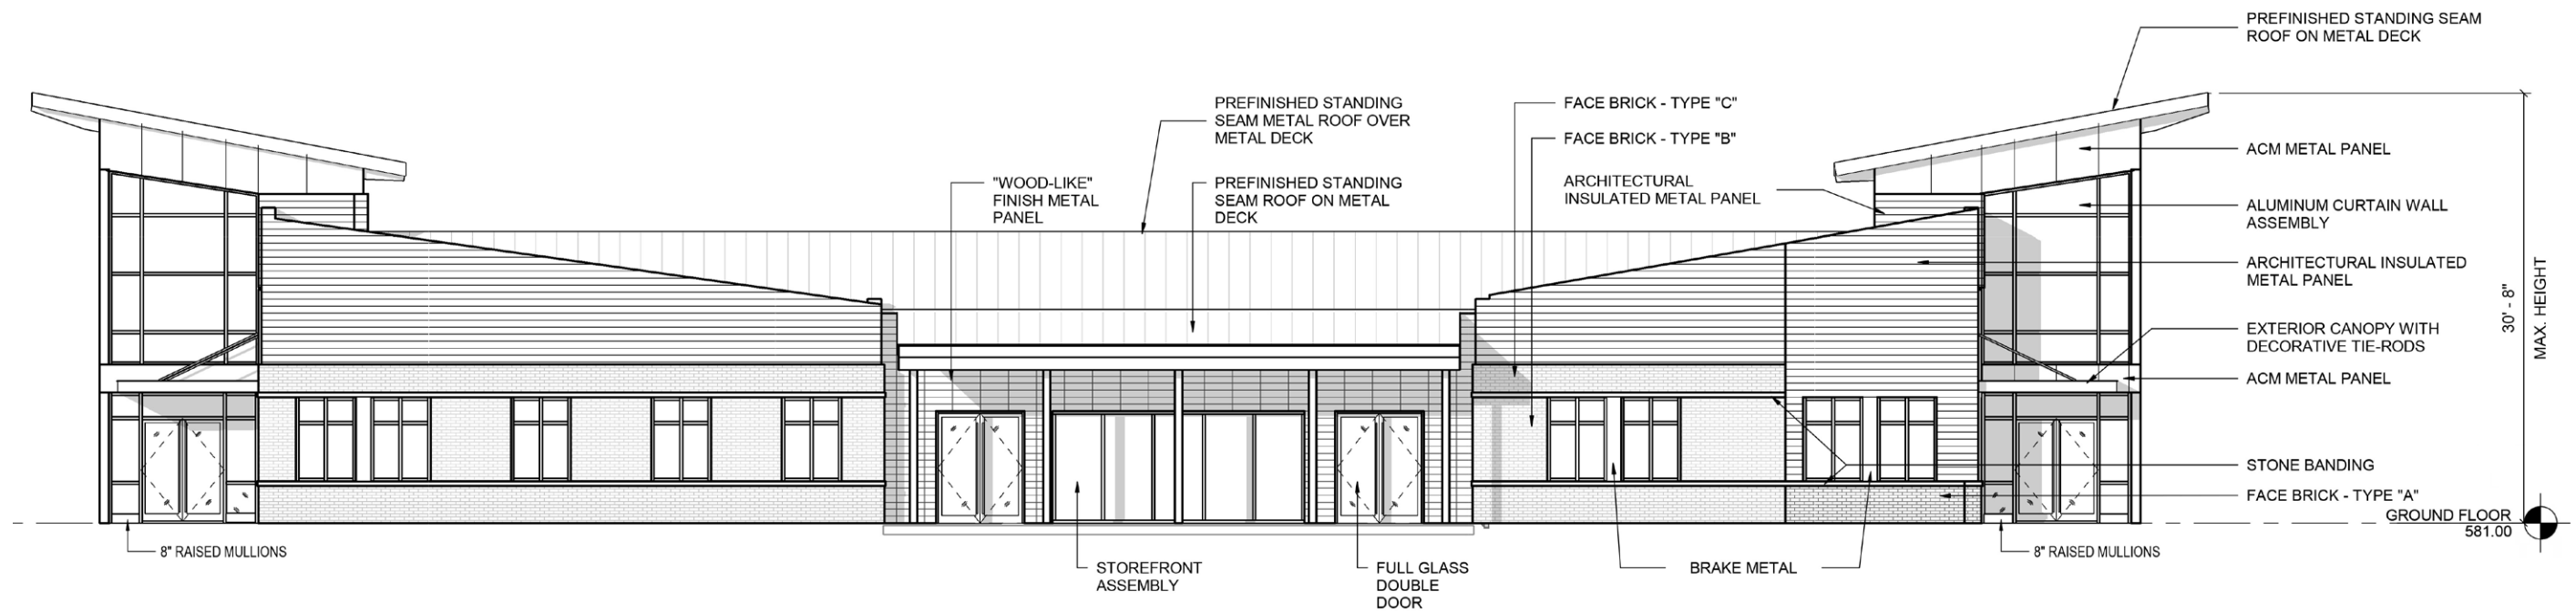 PREFINISHED STANDING SEAM
ROOF ON METAL DECK
PREFINISHED STANDING
SEAM METAL ROOF OVER
METAL DECK
FACE BRICK - TYPE "C"
FACE BRICK - TYPE "B"
ACM METAL PANEL
"WOOD-LIKE"
FINISH METAL
PANEL
PREFINISHED STANDING
SEAM ROOF ON METAL
DECK
ARCHITECTURAL
INSULATED METAL PANEL
ALUMINUM CURTAIN WALL
ASSEMBLY
ARCHITECTURAL INSULATED
METAL PANEL
30' - 8"
MAX. HEIGHT
EXTERIOR CANOPY WITH
DECORATIVE TIE-RODS
ACM METAL PANEL
STONE BANDING
FACE BRICK - TYPE "A"
GROUND FLOOR
581.00
8" RAISED MULLIONS
STOREFRONT
ASSEMBLY
FULL GLASS
DOUBLE
DOOR
BRAKE METAL
8" RAISED MULLIONS